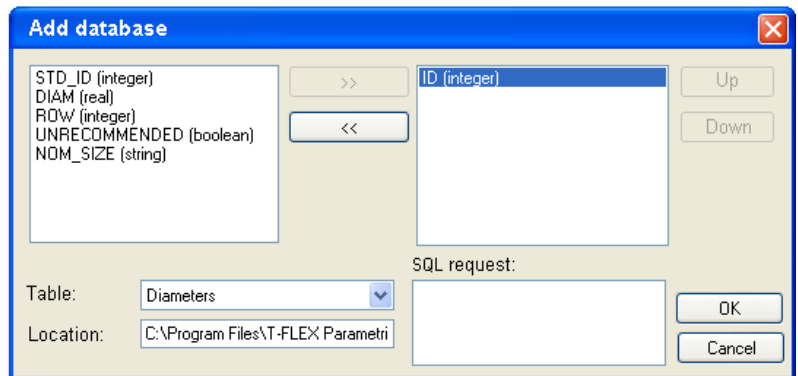 Add database
STD_ID (integer)
DIAM (real)
ROW (integer)
UNRECOMMENDED (boolean)
NOM_SIZE (string)
>>
<<
ID (integer)
Up
Down
SQL request:
Table:
Diameters
Location:
C:\Program Files\T-FLEX Parametri
OK
Cancel